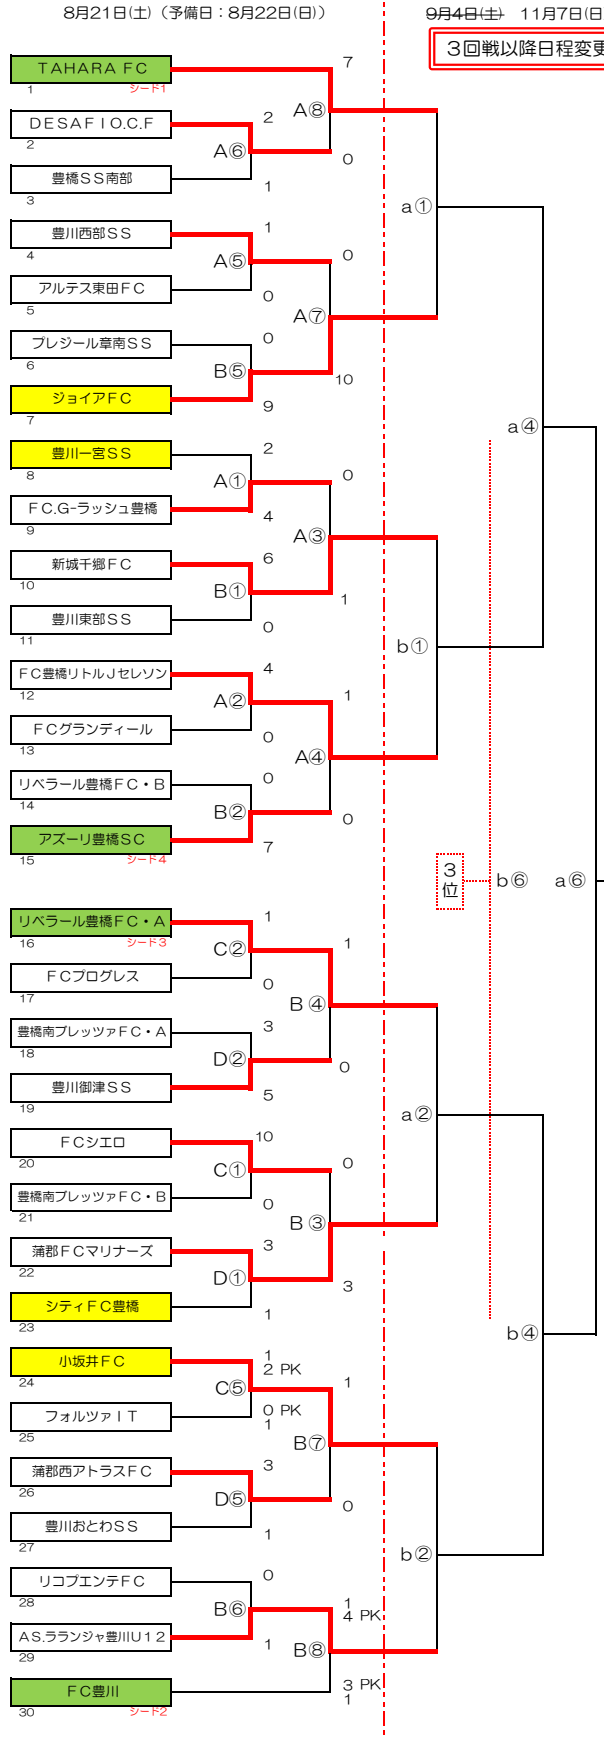 8月21日(土)（予備日：8月22日(日)）
9月4日(土) 11月7日(日
３回戦以降日程変更
ＴＡＨＡＲＡ ＦＣ
1
シード1
7
A⑧
ＤＥＳＡＦＩＯ.Ｃ.Ｆ
2
2
A⑥
0
豊橋ＳＳ南部
3
1
a①
豊川西部ＳＳ
4
1
A⑤
0
アルテス東田ＦＣ
5
0
A⑦
プレジール章南ＳＳ
6
0
B⑤
10
ジョイアＦＣ
7
9
a④
豊川一宮ＳＳ
8
2
A①
0
ＦＣ.Ｇ-ラッシュ豊橋
9
4
A③
新城千郷ＦＣ
10
6
B①
1
豊川東部ＳＳ
11
0
b①
ＦＣ豊橋リトルＪセレソン
12
4
A②
1
ＦＣグランディール
13
0
A④
リベラール豊橋ＦＣ・Ｂ
14
0
B②
0
アズーリ豊橋ＳＣ
15
シード4
7
３位
b⑥
a⑥
リベラール豊橋ＦＣ・Ａ
16
シード3
1
C②
1
ＦＣプログレス
17
0
B④
豊橋南プレッツァＦＣ・Ａ
18
3
D②
0
豊川御津ＳＳ
19
5
a②
ＦＣシエロ
20
10
C①
0
豊橋南プレッツァＦＣ・Ｂ
21
0
B③
蒲郡ＦＣマリナーズ
22
3
D①
3
シティＦＣ豊橋
23
1
b④
小坂井ＦＣ
24
1
2 PK
C⑤
1
フォルツァＩＴ
25
0 PK
1
B⑦
蒲郡西アトラスＦＣ
26
3
D⑤
0
豊川おとわＳＳ
27
1
b②
リコプエンテＦＣ
28
0
B⑥
1
4 PK
ＡＳ.ラランジャ豊川Ｕ１２
29
1
B⑧
ＦＣ豊川
30
シード2
3 PK
1